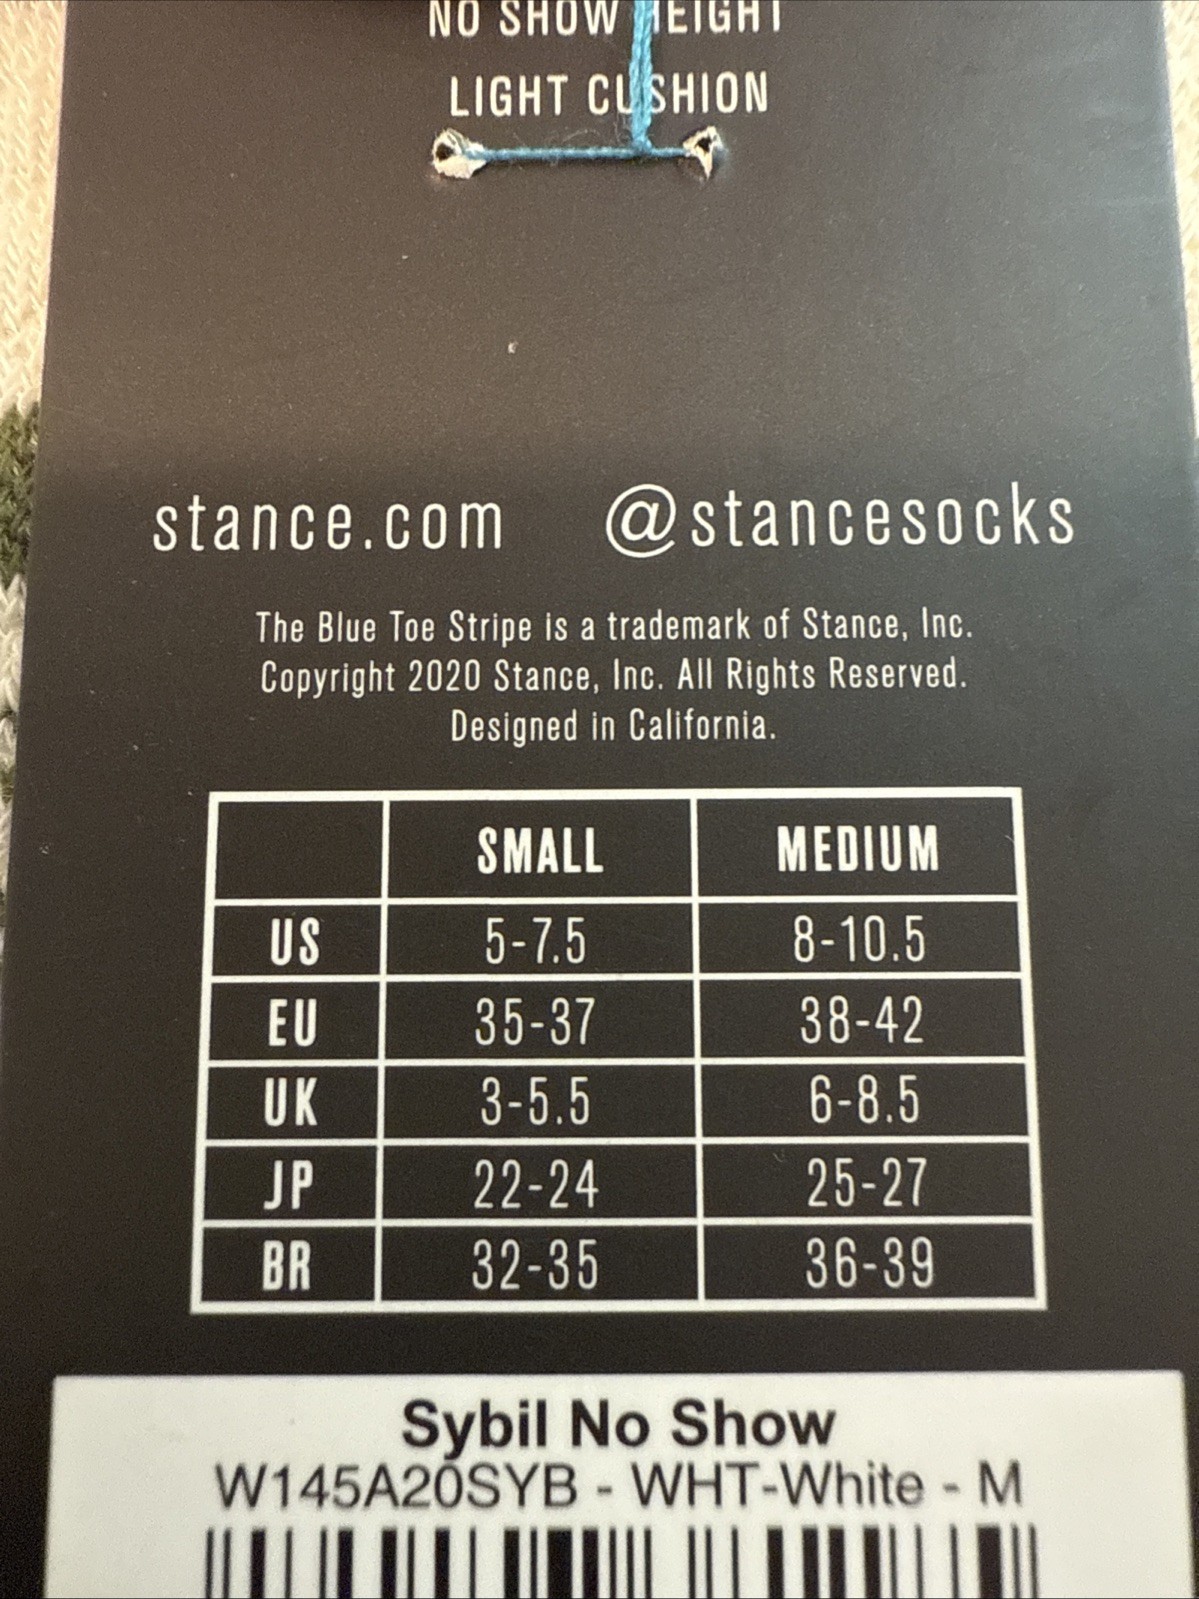 NO SHOW HEIGHT
LIGHT CUSHION
stance.com @stancesocks
The Blue Toe Stripe is a trademark of Stance, Inc.
Copyright 2020 Stance, Inc. All Rights Reserved.
Designed in California.
SMALL MEDIUM
US 5-7.5 8-10.5
EU 35-37 38-42
UK 3-5.5 6-8.5
JP 22-24 25-27
BR 32-35 36-39
Sybil No Show
W145A20SYB - WHT-White - M